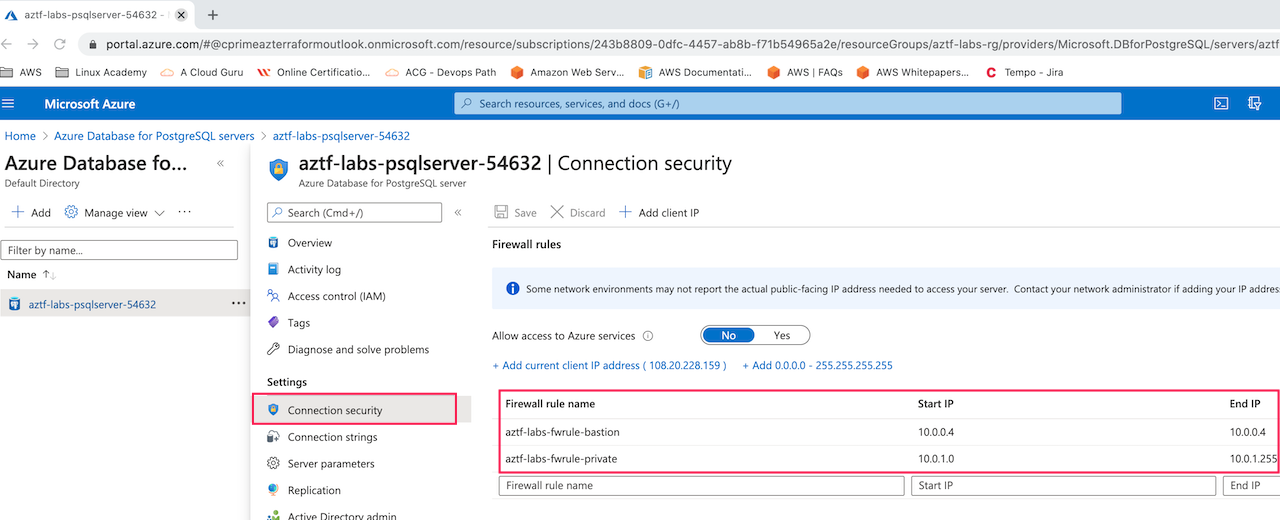 aztf-labs-psqlserver-54632 -
portal.azure.com/#@cprimeazterraformoutlook.onmicrosoft.com/resource/subscriptions/243b8809-0dfc-4457-ab8b-f71b54965a2e/resourceGroups/aztf-labs-rg/providers/Microsoft.DBforPostgreSQL/servers/aztf
AWS Linux Academy A Cloud Guru Online Certificatio... ACG - Devops Path Amazon Web Serv... AWS Documentati... AWS | FAQs AWS Whitepapers... Tempo - Jira
Microsoft Azure
Search resources, services, and docs (G+/)
Home > Azure Database for PostgreSQL servers > aztf-labs-psqlserver-54632
Azure Database fo... «
Default Directory
+ Add Manage view ...
Filter by name...
Name ↑↓
aztf-labs-psqlserver-54632 ...
aztf-labs-psqlserver-54632 | Connection security
Azure Database for PostgreSQL server
Search (Cmd+/) «
Overview
Activity log
Access control (IAM)
Tags
Diagnose and solve problems
Settings
Connection security
Connection strings
Server parameters
Replication
Active Directory admin
Save Discard + Add client IP
Firewall rules
Some network environments may not report the actual public-facing IP address needed to access your server. Contact your network administrator if adding your IP addres
Allow access to Azure services No Yes
+ Add current client IP address ( 108.20.228.159 ) + Add 0.0.0.0 - 255.255.255.255
Firewall rule name Start IP End IP
aztf-labs-fwrule-bastion 10.0.0.4 10.0.0.4
aztf-labs-fwrule-private 10.0.1.0 10.0.1.255
Firewall rule name Start IP End IP